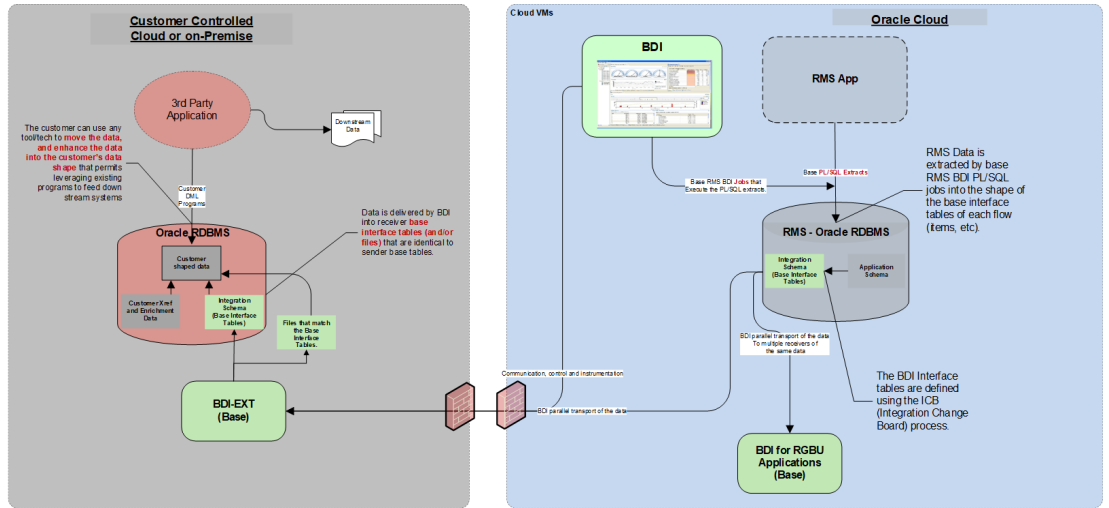 Customer Controlled
Cloud or on-Premise
3rd Party
Application
Downstream
Data
The customer can use any
tool/tech to move the data,
and enhance the data
into the customer's data
shape that permits
leveraging existing
programs to feed down
stream systems
Customer
DML
Programs
Data is delivered by BDI
into receiver base
interface tables (and/or
files) that are identical to
sender base tables.
Oracle RDBMS
Customer
shaped data
Customer Xref
and Enrichment
Data
Integration
Schema
(Base Interface
Tables)
Files that match
the Base
Interface
Tables.
BDI-EXT
(Base)
Cloud VMs
Oracle Cloud
BDI
RMS App
Base RMS BDI Jobs that
Execute the PL/SQL extracts.
Base PL/SQL Extracts
RMS Data is
extracted by base
RMS BDI PL/SQL
jobs into the shape of
the base interface
tables of each flow
(items, etc).
RMS - Oracle RDBMS
Integration
Schema
(Base Interface
Tables)
Application
Schema
BDI parallel transport of the data
To multiple receivers of
the same data
Communication, control and instrumentation
BDI parallel transport of the data
The BDI Interface
tables are defined
using the ICB
(Integration Change
Board) process.
BDI for RGBU
Applications
(Base)